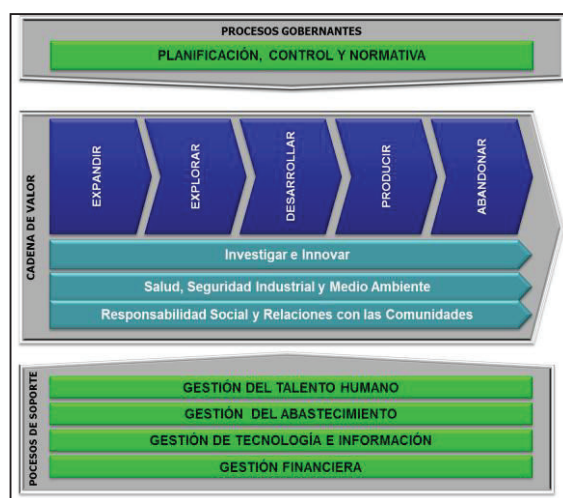 PROCESOS GOBERNANTES
PLANIFICACIÓN, CONTROL Y NORMATIVA
CADENA DE VALOR
EXPANDIR
EXPLORAR
DESARROLLAR
PRODUCIR
ABANDONAR
Investigar e Innovar
Salud, Seguridad Industrial y Medio Ambiente
Responsabilidad Social y Relaciones con las Comunidades
POCESOS DE SOPORTE
GESTIÓN DEL TALENTO HUMANO
GESTIÓN DEL ABASTECIMIENTO
GESTIÓN DE TECNOLOGÍA E INFORMACIÓN
GESTIÓN FINANCIERA